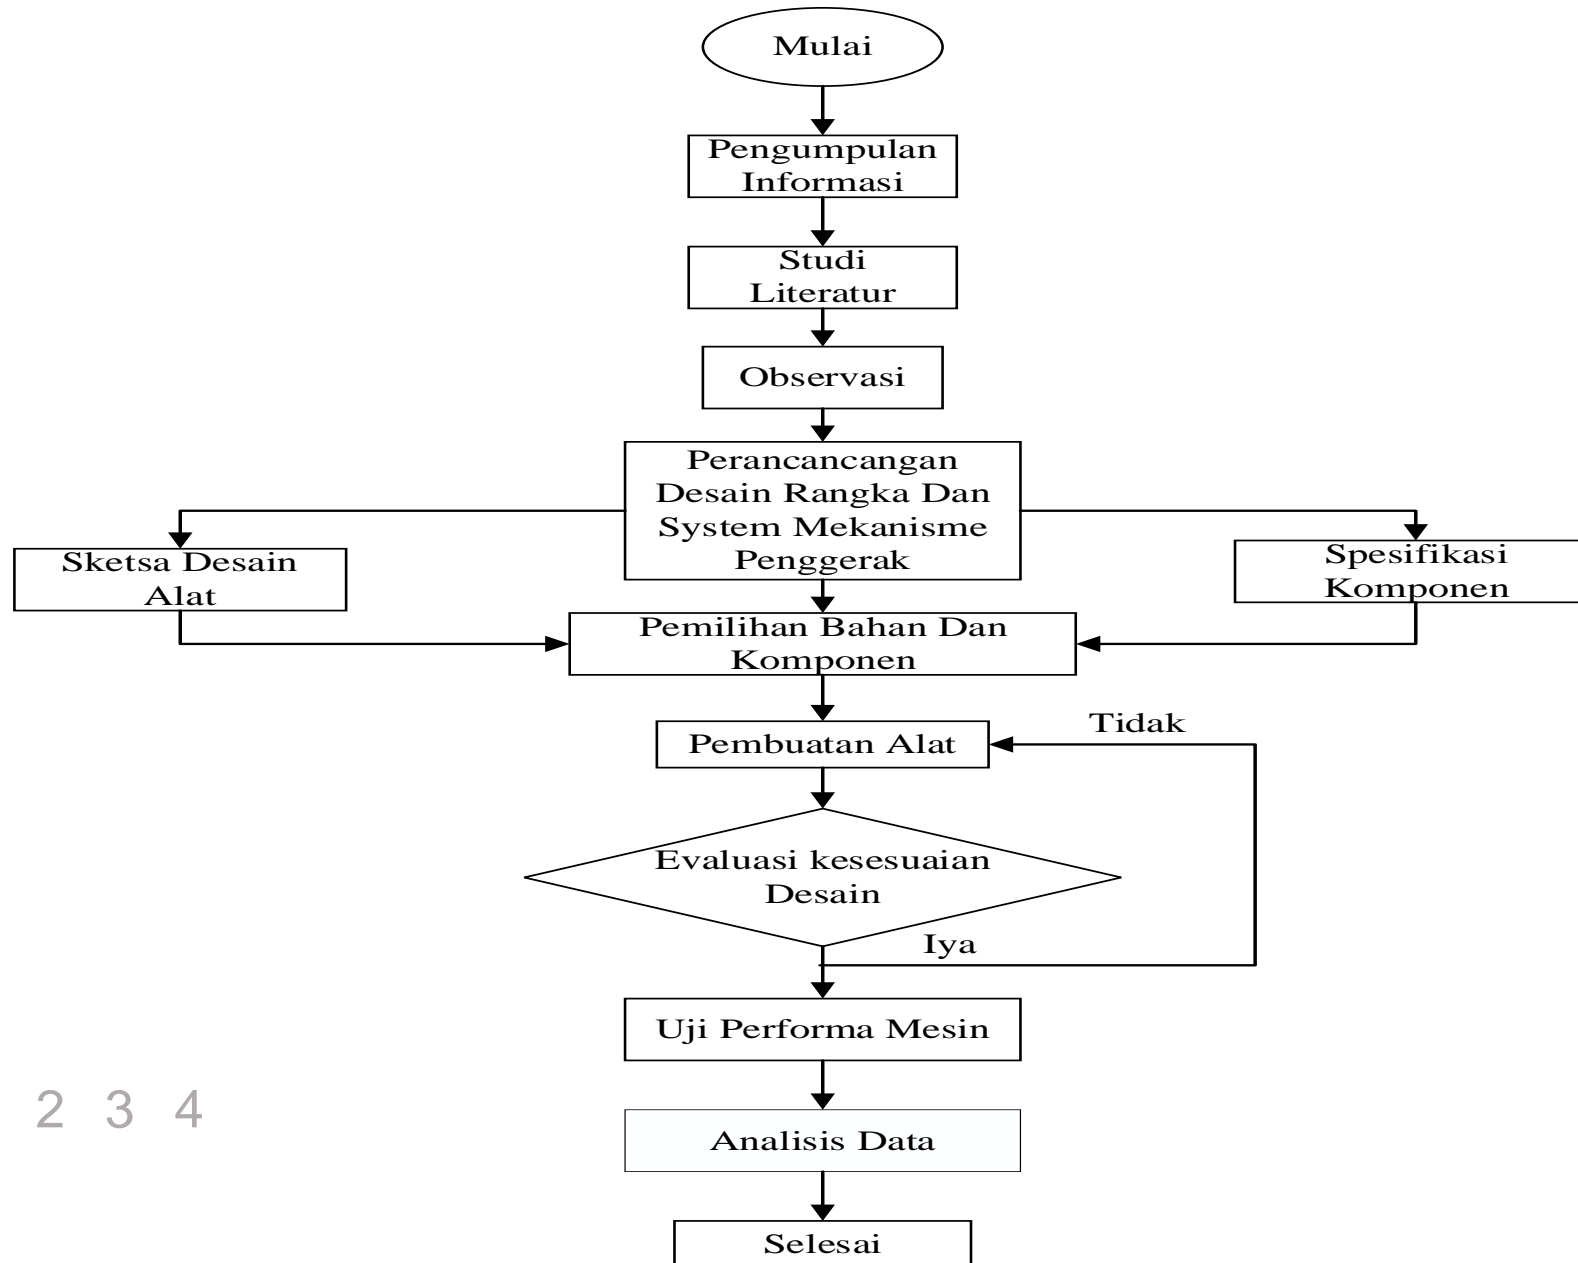 Mulai
Pengumpulan
Informasi
Studi
Literatur
Observasi
Perancancangan
Desain Rangka Dan
System Mekanisme
Penggerak
Sketsa Desain
Alat
Spesifikasi
Komponen
Pemilihan Bahan Dan
Komponen
Pembuatan Alat
Tidak
Evaluasi kesesuaian
Desain
Iya
Uji Performa Mesin
2 3 4
Analisis Data
Selesai